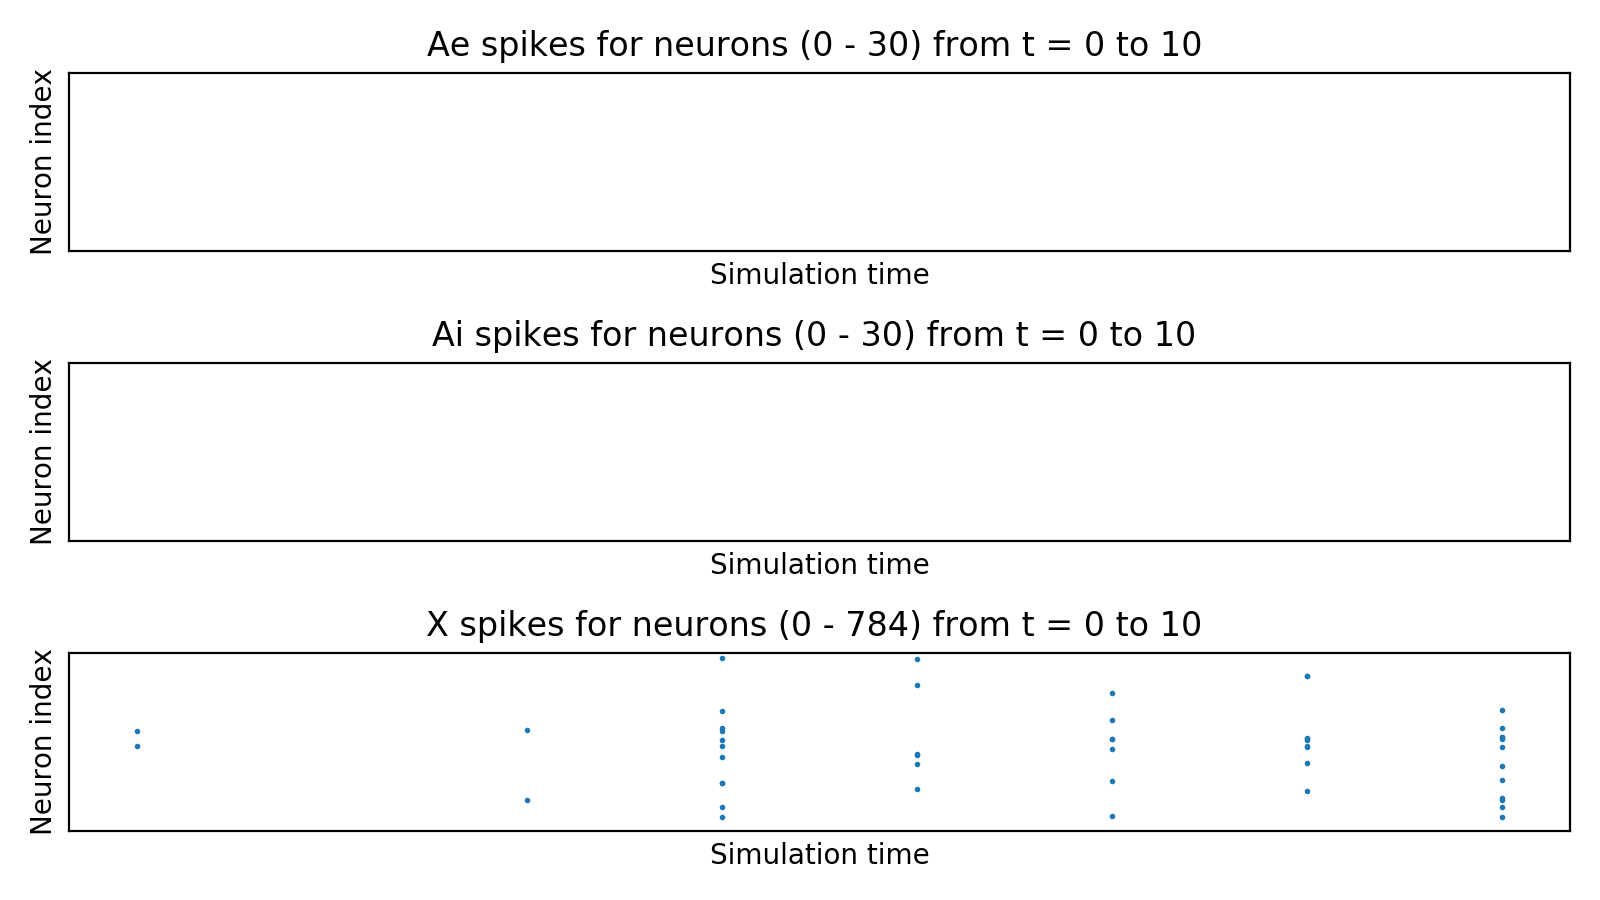 Ae spikes for neurons (0 - 30) from t = 0 to 10
Neuron index
Simulation time
Ai spikes for neurons (0 - 30) from t = 0 to 10
Neuron index
Simulation time
X spikes for neurons (0 - 784) from t = 0 to 10
Neuron index
Simulation time